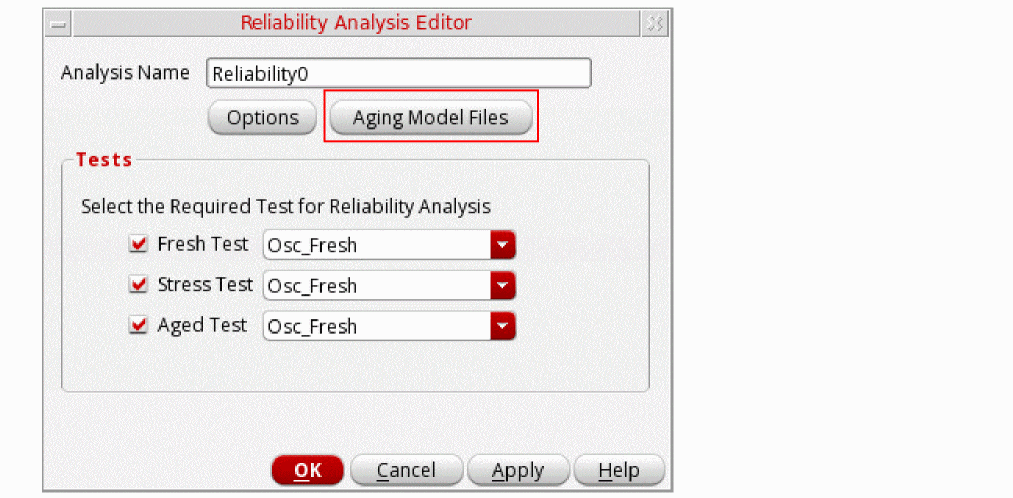 Reliability Analysis Editor
Analysis Name Reliability0
Options Aging Model Files
Tests
Select the Required Test for Reliability Analysis
Fresh Test Osc_Fresh
Stress Test Osc_Fresh
Aged Test Osc_Fresh
OK Cancel Apply Help